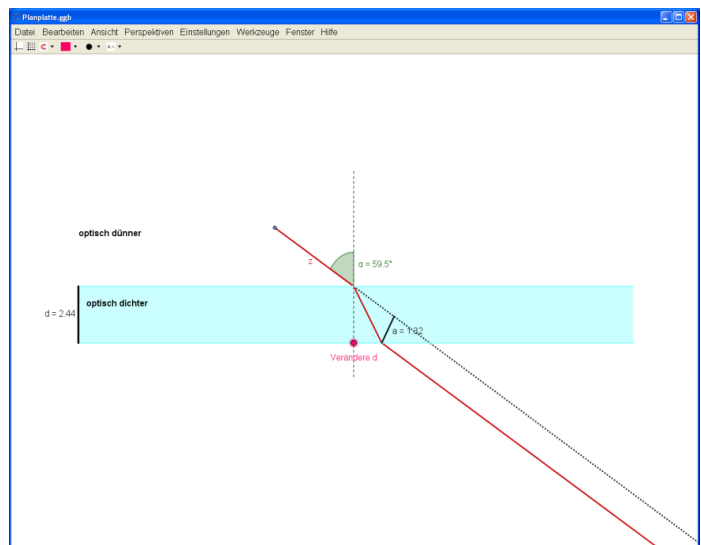 Planplatte.ggb
Datei Bearbeiten Ansicht Perspektiven Einstellungen Werkzeuge Fenster Hilfe
optisch dünner
z
α = 59.5°
optisch dichter
d = 2.44
a = 1.32
Verändere d